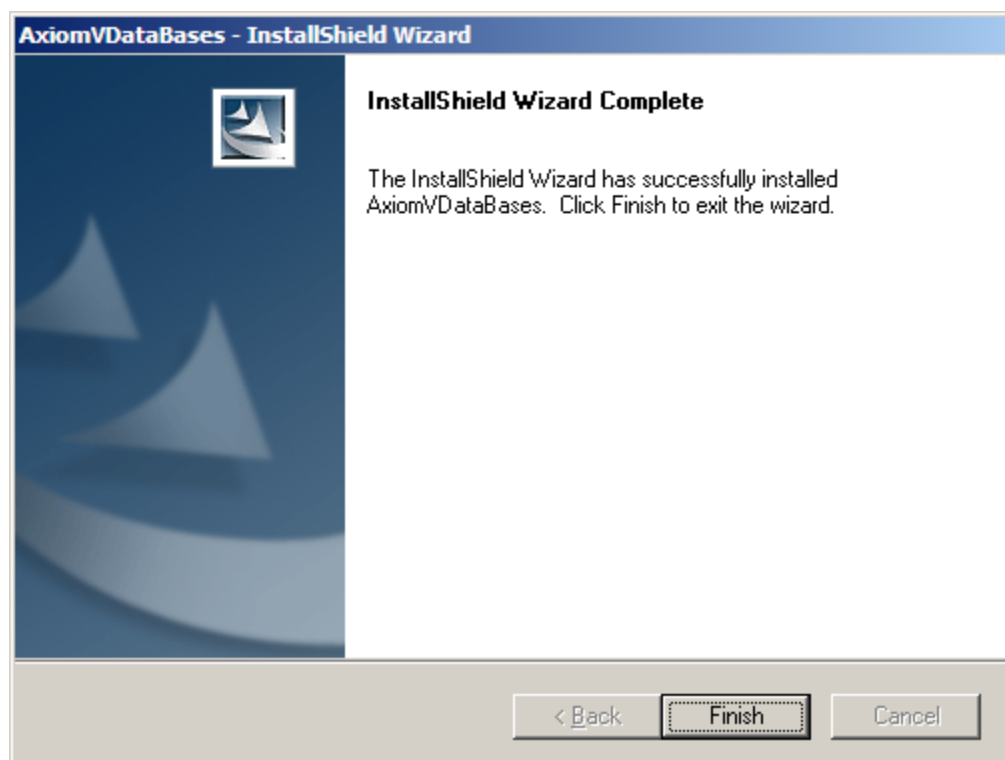 AxiomVDataBases - InstallShield Wizard
InstallShield Wizard Complete
The InstallShield Wizard has successfully installed
AxiomVDataBases. Click Finish to exit the wizard.
< Back
Finish
Cancel